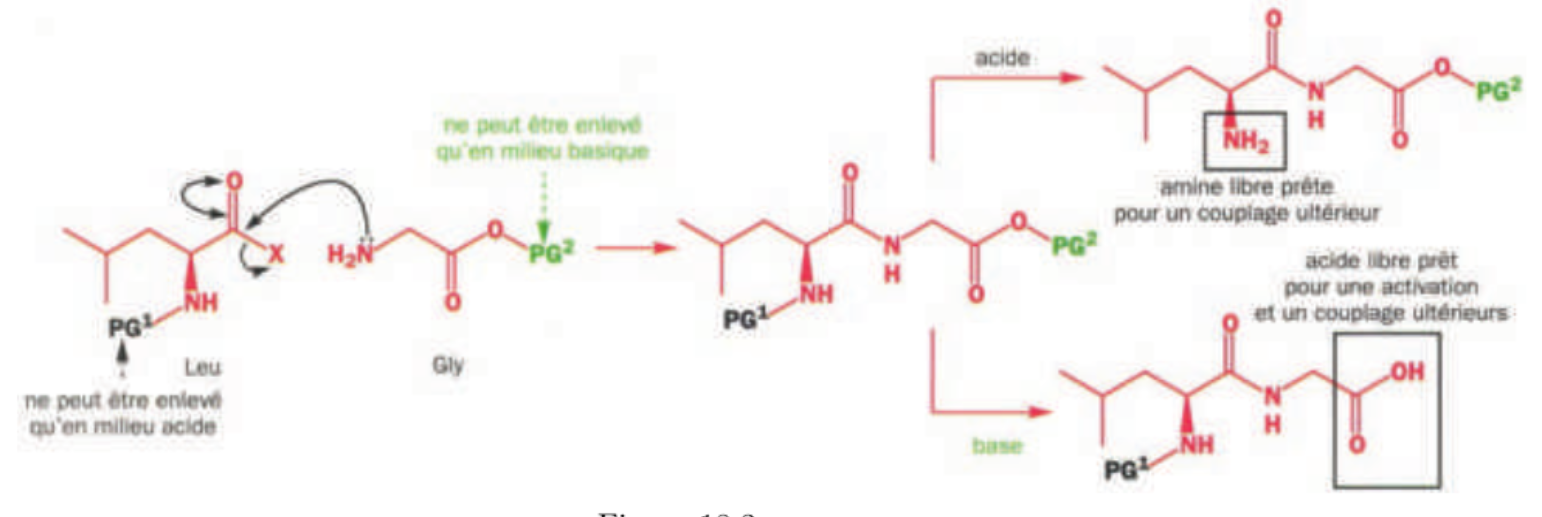 acide
O
O
N
H
O
PG²
NH₂
amine libre prête
pour un couplage ultérieur
ne peut être enlevé
qu'en milieu basique
O
X
NH
PG¹
Leu
ne peut être enlevé
qu'en milieu acide
H₂N
O
O
PG²
Gly
O
N
H
O
O
PG²
NH
PG¹
acide libre prêt
pour une activation
et un couplage ultérieurs
O
N
H
OH
O
NH
PG¹
base